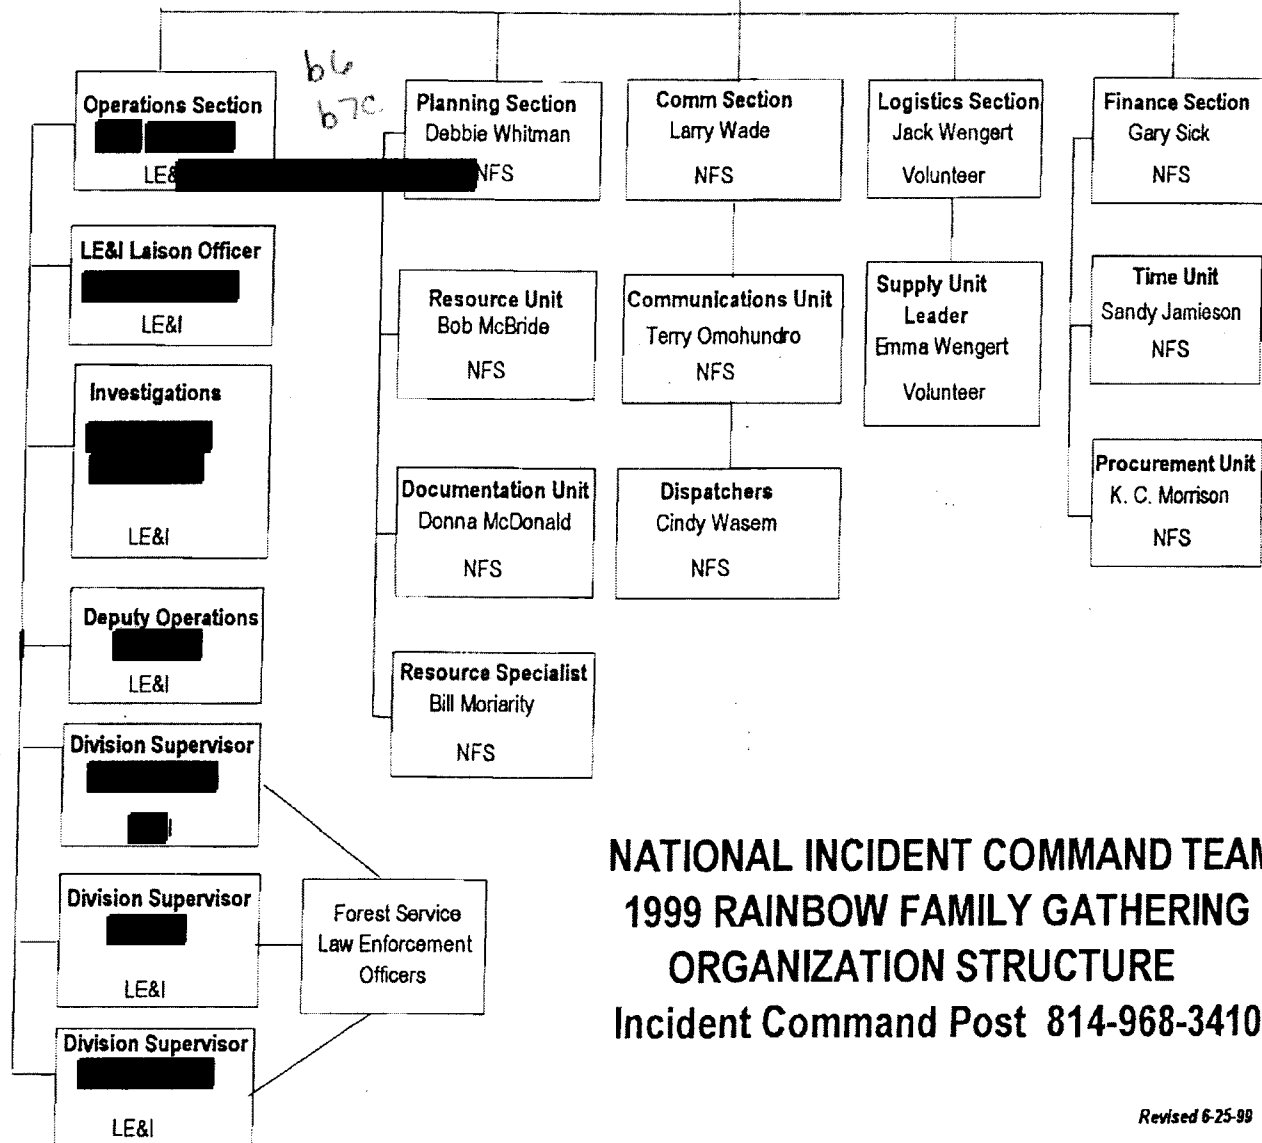 b6
b7C
Operations Section
LE&
LE&I Laison Officer
LE&I
Investigations
LE&I
Deputy Operations
LE&I
Division Supervisor
Division Supervisor
LE&I
Division Supervisor
LE&I
Forest Service
Law Enforcement
Officers
Planning Section
Debbie Whitman
NFS
Resource Unit
Bob McBride
NFS
Documentation Unit
Donna McDonald
NFS
Resource Specialist
Bill Moriarity
NFS
Comm Section
Larry Wade
NFS
Communications Unit
Terry Omohundro
NFS
Dispatchers
Cindy Wasem
NFS
Logistics Section
Jack Wengert
Volunteer
Supply Unit
Leader
Emma Wengert
Volunteer
Finance Section
Gary Sick
NFS
Time Unit
Sandy Jamieson
NFS
Procurement Unit
K. C. Morrison
NFS
NATIONAL INCIDENT COMMAND TEAM
1999 RAINBOW FAMILY GATHERING
ORGANIZATION STRUCTURE
Incident Command Post 814-968-3410
Revised 6-25-99